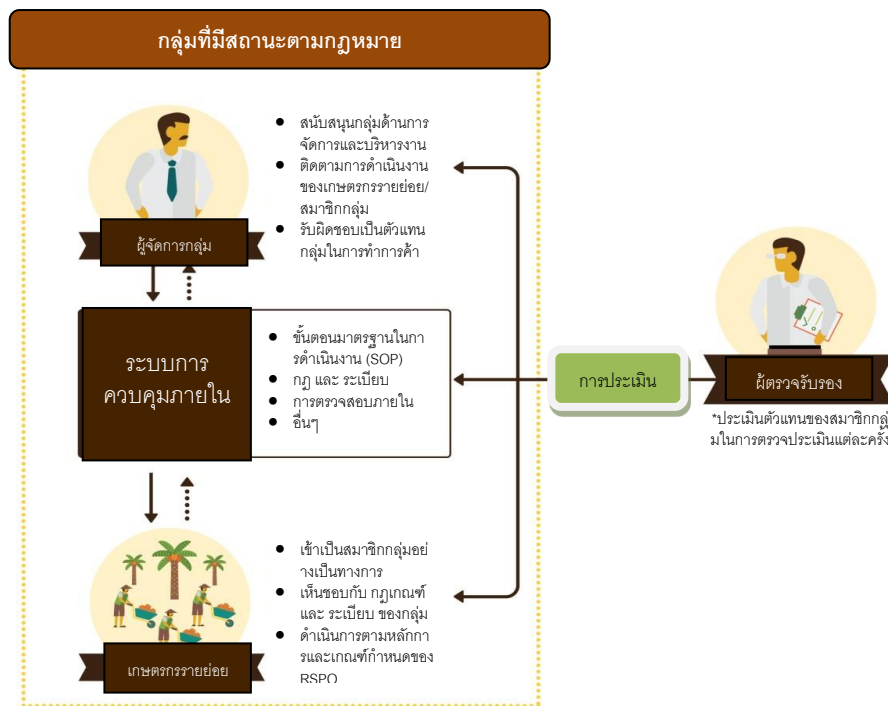 กลุ่มที่มีสถานะตามกฎหมาย
● สนับสนุนกลุ่มด้านการ
จัดการและบริหารงาน
● ติดตามการดำเนินงาน
ของเกษตรกรรายย่อย/
สมาชิกกลุ่ม
● รับผิดชอบเป็นตัวแทน
กลุ่มในการทำการค้า
ผู้จัดการกลุ่ม
ระบบการ
ควบคุมภายใน
● ขั้นตอนมาตรฐานในกา
รดำเนินงาน (SOP)
● กฎ และ ระเบียบ
● การตรวจสอบภายใน
● อื่นๆ
การประเมิน
ผู้ตรวจรับรอง
*ประเมินตัวแทนของสมาชิกกลุ่
มในการตรวจประเมินแต่ละครั้ง
● เข้าเป็นสมาชิกกลุ่มอย่
างเป็นทางการ
● เห็นชอบกับ กฎเกณฑ์
และ ระเบียบ ของกลุ่ม
● ดำเนินการตามหลักกา
รและเกณฑ์กำหนดของ
RSPO
เกษตรกรรายย่อย